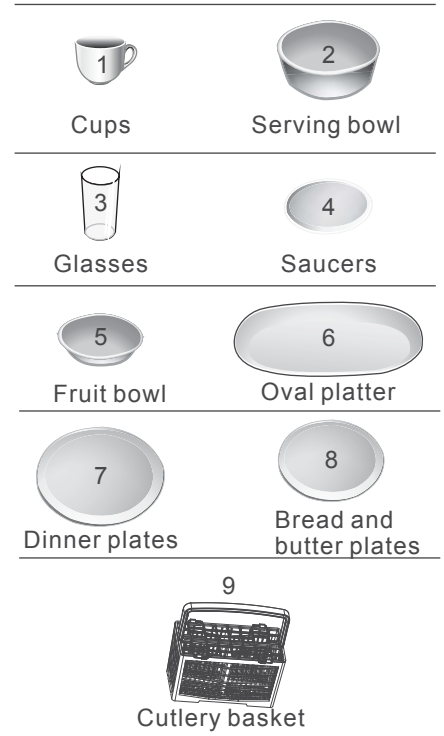 1 2
Cups Serving bowl
3 4
Glasses Saucers
5 6
Fruit bowl Oval platter
7 8
Dinner plates Bread and
butter plates
9
Cutlery basket